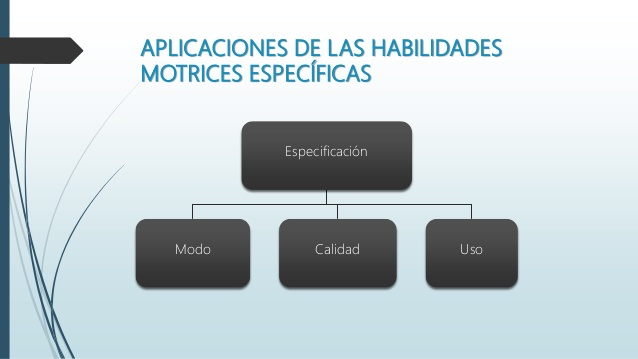 APLICACIONES DE LAS HABILIDADES
MOTRICES ESPECÍFICAS
Especificación
Modo
Calidad
Uso